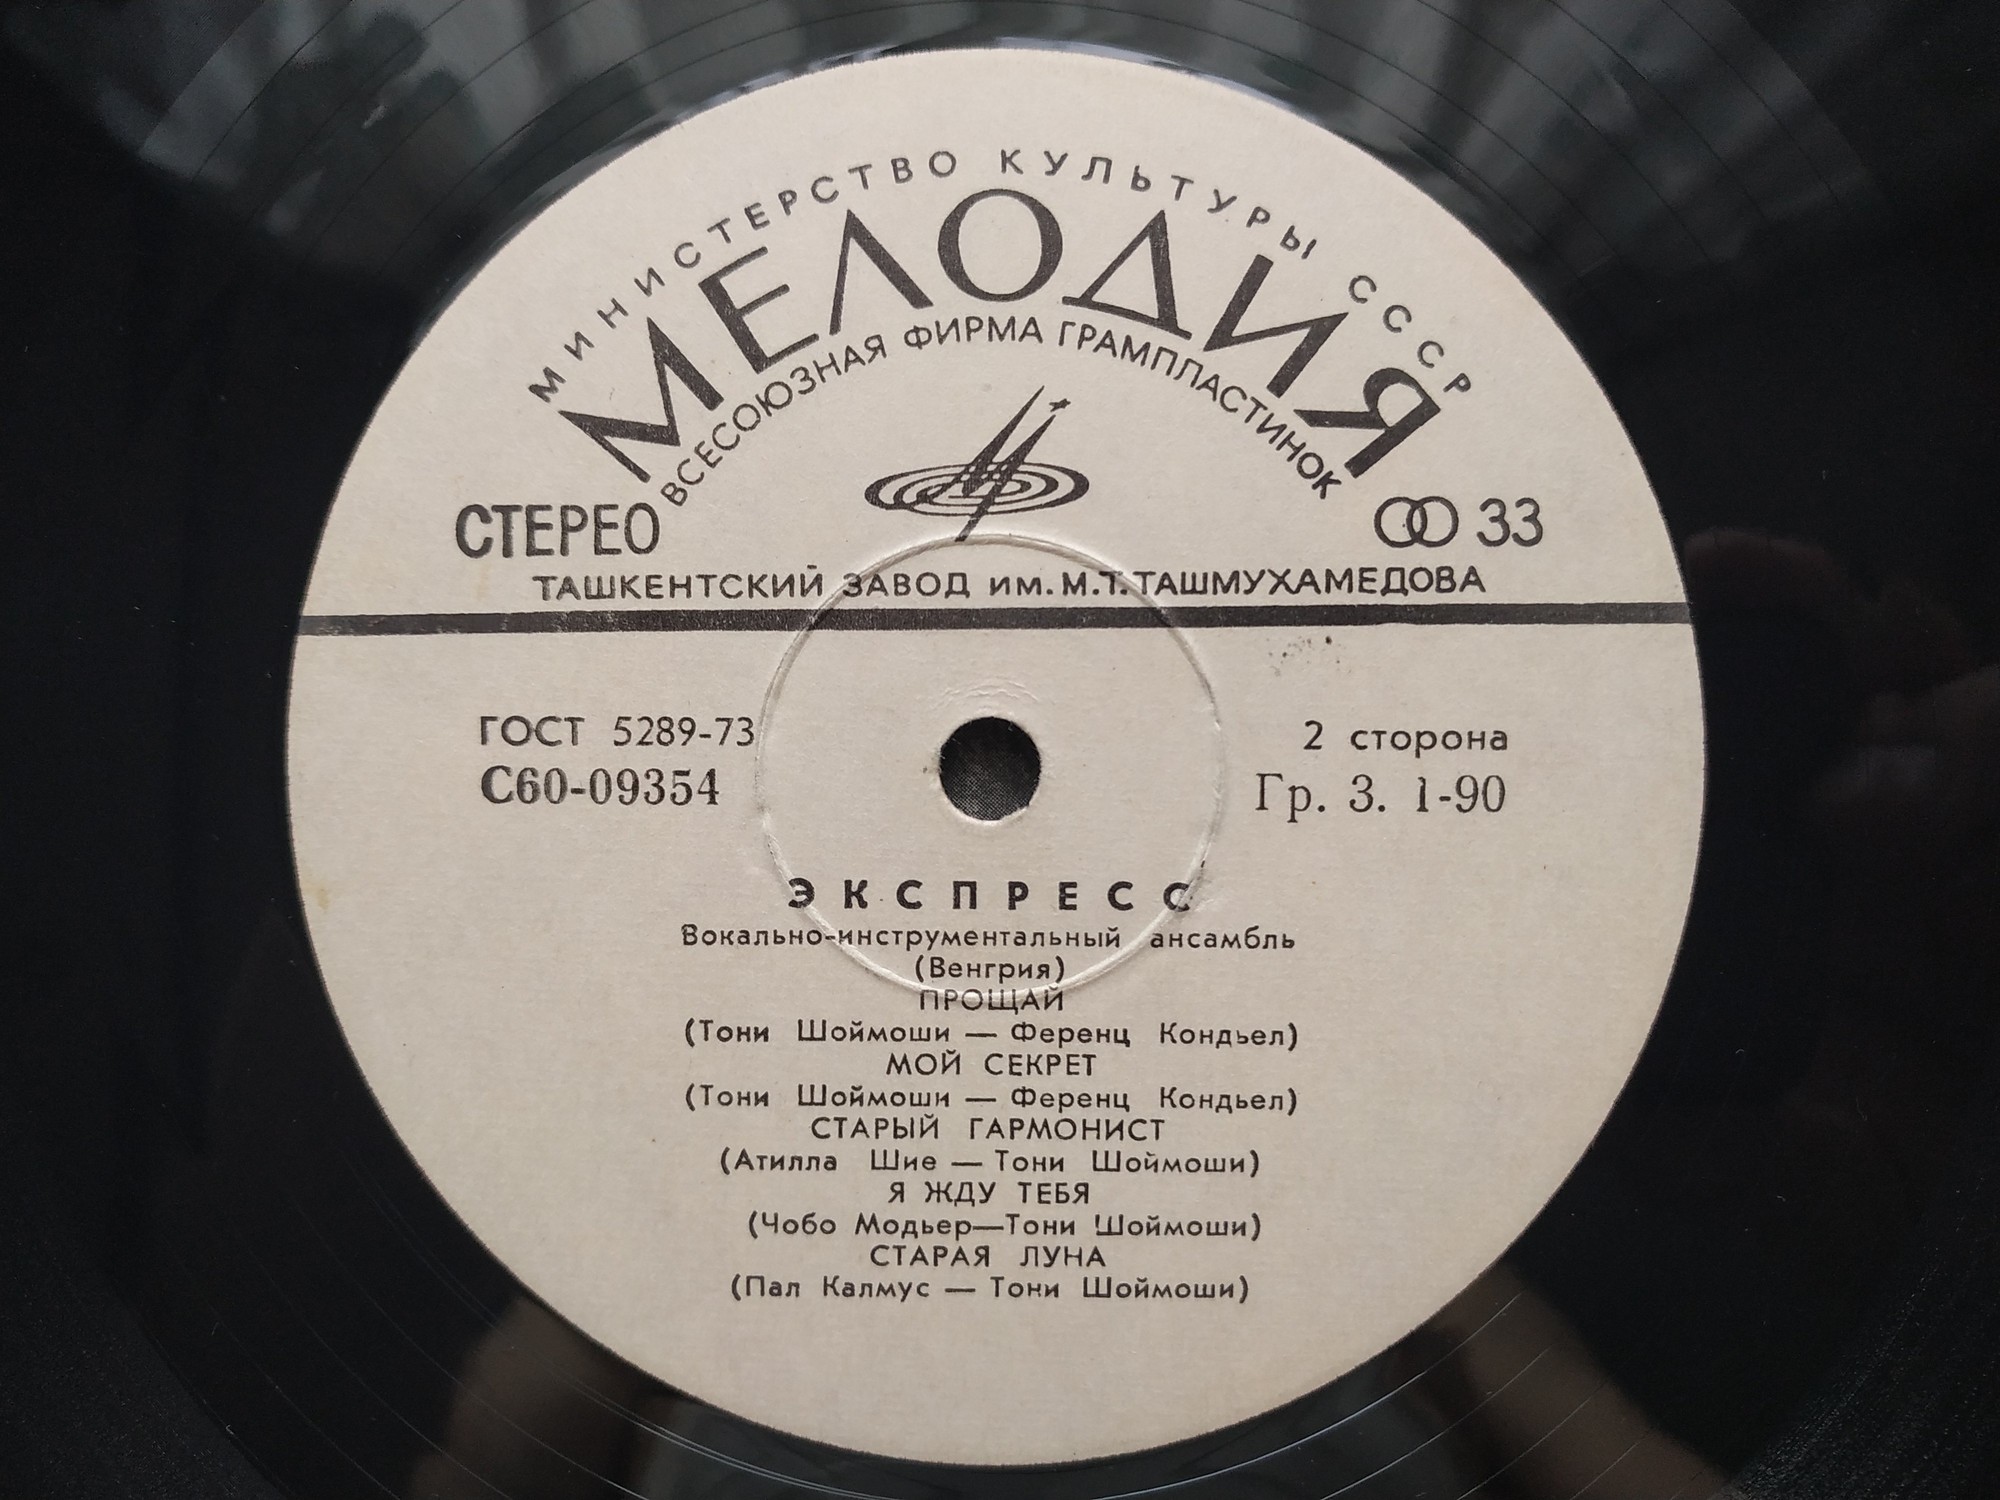 МИНИСТЕРСТВО КУЛЬТУРЫ СССР
МЕЛОДИЯ
ВСЕСОЮЗНАЯ ФИРМА ГРАМПЛАСТИНОК
СТЕРЕО
33
ТАШКЕНТСКИЙ ЗАВОД им. М.Т. ТАШМУХАМЕДОВА
ГОСТ 5289-73
2 сторона
С60-09354
Гр. 3. 1-90
ЭКСПРЕСС
Вокально-инструментальный ансамбль
(Венгрия)
ПРОЩАЙ
(Тони Шоймоши — Ференц Кондьел)
МОЙ СЕКРЕТ
(Тони Шоймоши — Ференц Кондьел)
СТАРЫЙ ГАРМОНИСТ
(Атилла Шие — Тони Шоймоши)
Я ЖДУ ТЕБЯ
(Чобо Модьер—Тони Шоймоши)
СТАРАЯ ЛУНА
(Пал Калмус — Тони Шоймоши)